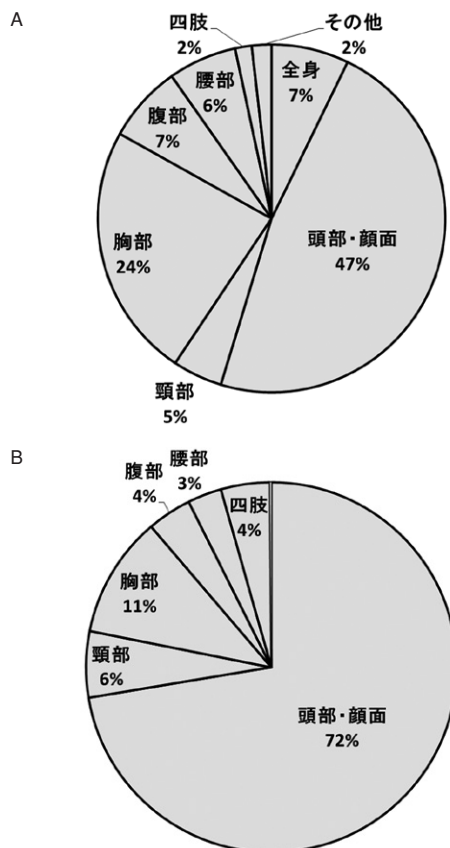 A
四肢
2%
その他
2%
全身
7%
頭部・顔面
47%
頸部
5%
胸部
24%
腹部
7%
腰部
6%
B
頭部・顔面
72%
頸部
6%
胸部
11%
腹部
4%
腰部
3%
四肢
4%